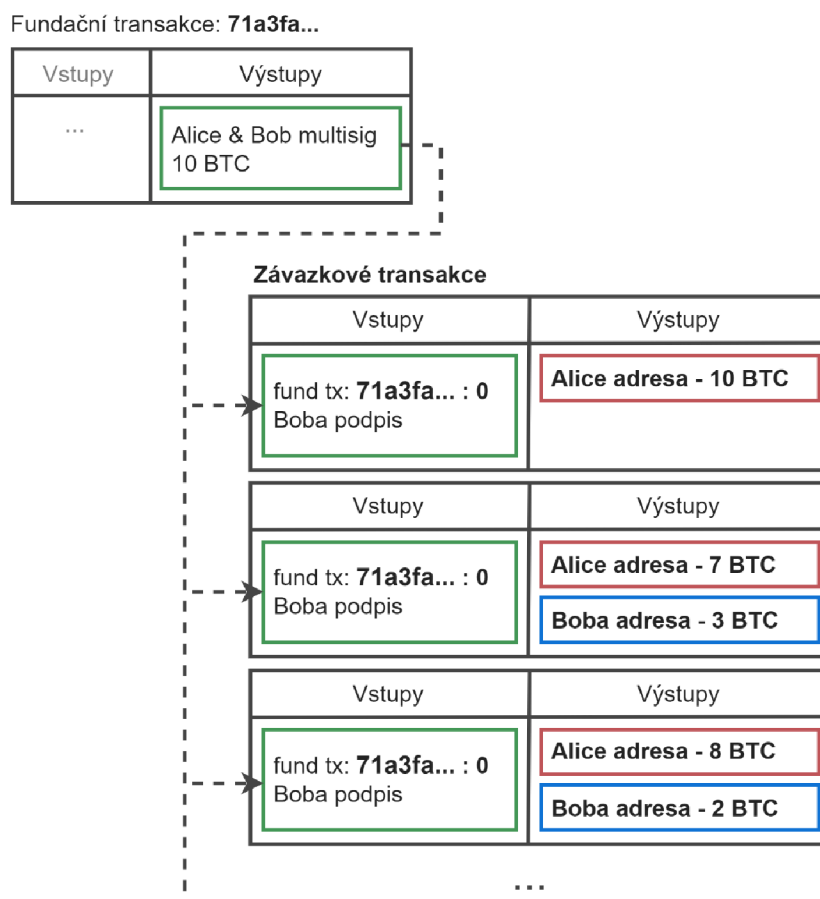 Fundační transakce: 71a3fa...
Vstupy
Výstupy
...
Alice & Bob multisig
10 BTC
Závazkové transakce
Vstupy
Výstupy
fund tx: 71a3fa... : 0
Boba podpis
Alice adresa - 10 BTC
Vstupy
Výstupy
fund tx: 71a3fa... : 0
Boba podpis
Alice adresa - 7 BTC
Boba adresa - 3 BTC
Vstupy
Výstupy
fund tx: 71a3fa... : 0
Boba podpis
Alice adresa - 8 BTC
Boba adresa - 2 BTC
...